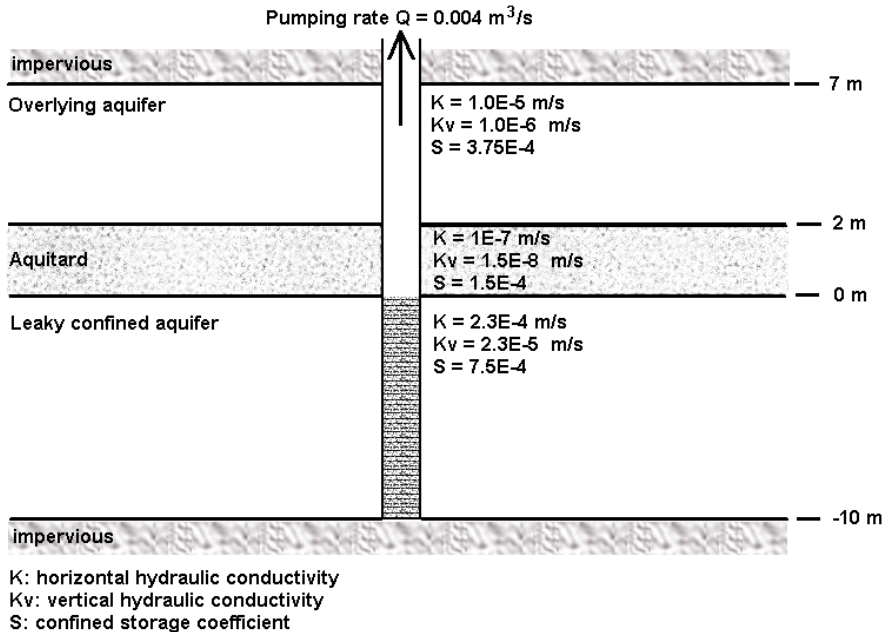 Pumping rate Q = 0.004 m³/s
impervious
7 m
Overlying aquifer
K = 1.0E-5 m/s
Kv = 1.0E-6 m/s
S = 3.75E-4
2 m
Aquitard
K = 1E-7 m/s
Kv = 1.5E-8 m/s
S = 1.5E-4
0 m
Leaky confined aquifer
K = 2.3E-4 m/s
Kv = 2.3E-5 m/s
S = 7.5E-4
-10 m
impervious
K: horizontal hydraulic conductivity
Kv: vertical hydraulic conductivity
S: confined storage coefficient